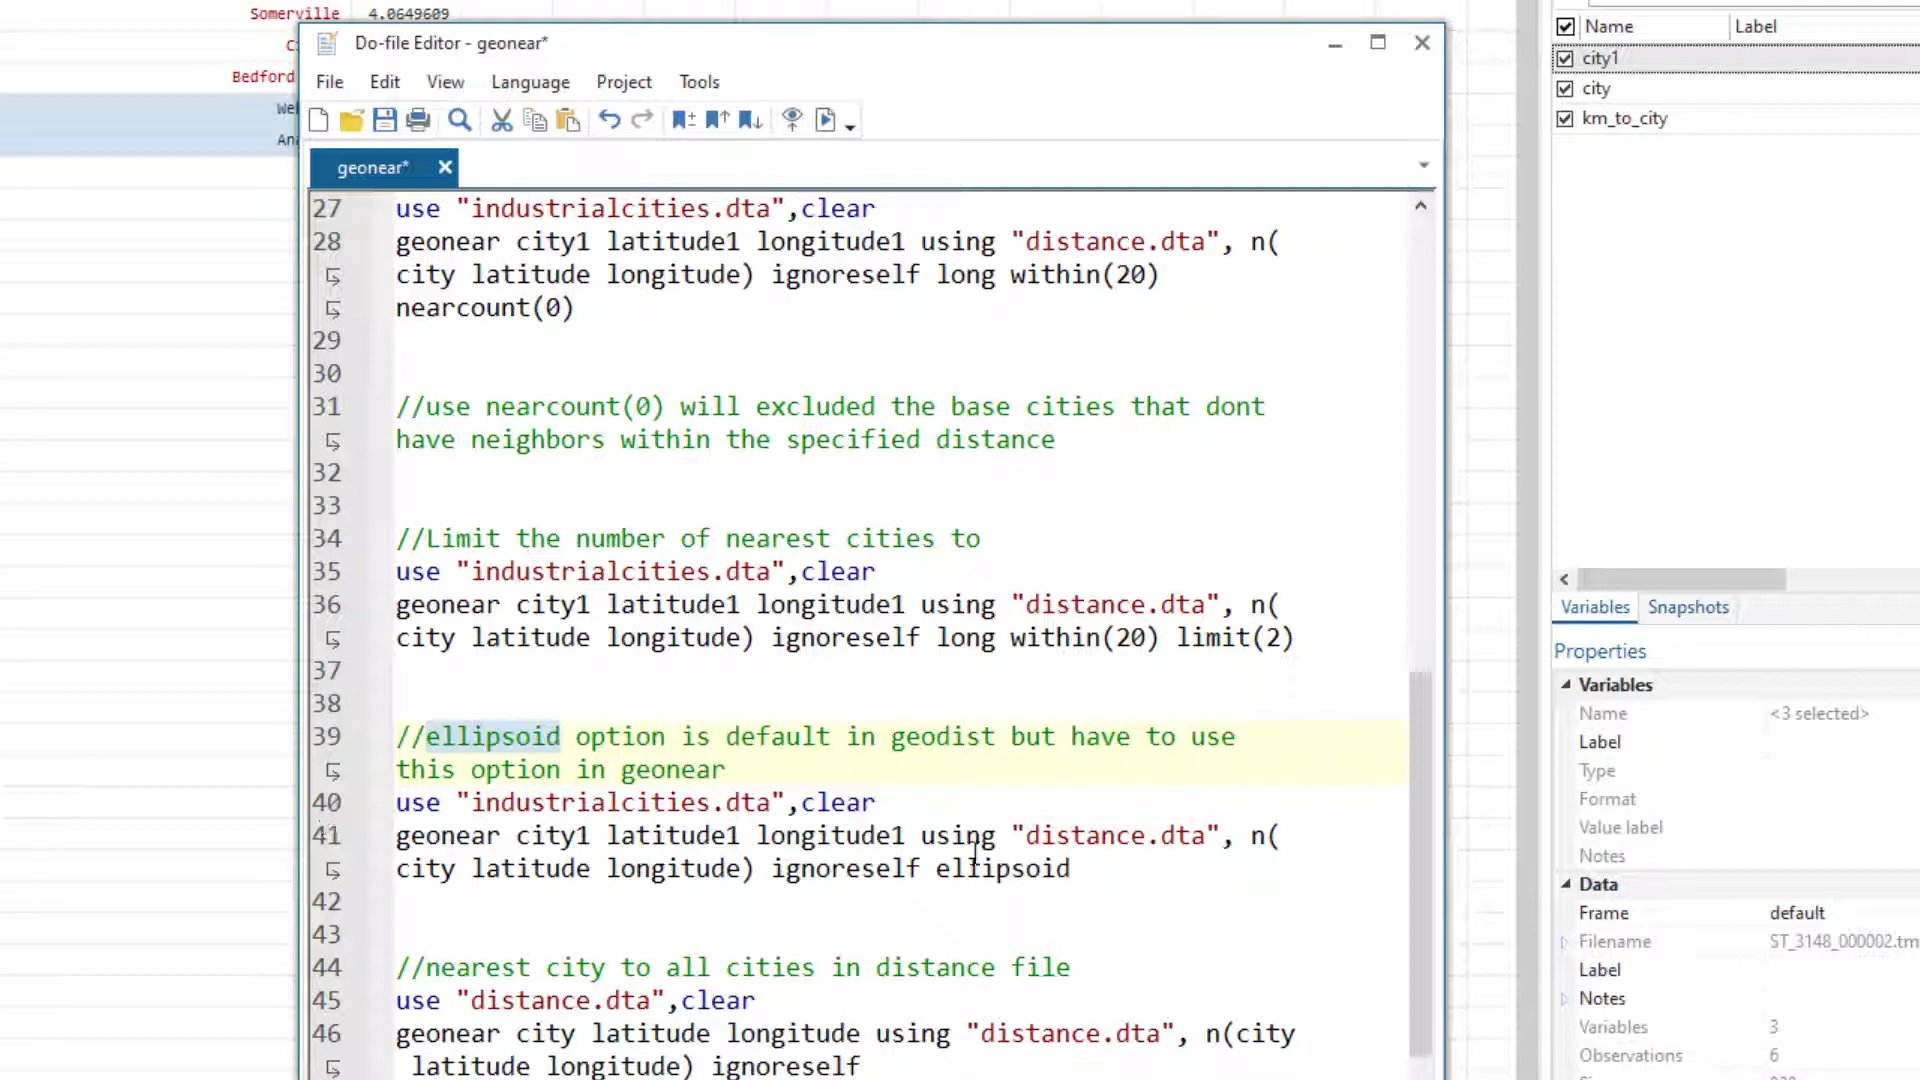 Somerville 4.0649609
Bedford
Do-file Editor - geonear*
File Edit View Language Project Tools
geonear*
27 use "industrialcities.dta",clear
28 geonear city1 latitude1 longitude1 using "distance.dta", n(
city latitude longitude) ignoreself long within(20)
nearcount(0)
29
30
31 //use nearcount(0) will excluded the base cities that dont
have neighbors within the specified distance
32
33
34 //Limit the number of nearest cities to
35 use "industrialcities.dta",clear
36 geonear city1 latitude1 longitude1 using "distance.dta", n(
city latitude longitude) ignoreself long within(20) limit(2)
37
38
39 //ellipsoid option is default in geodist but have to use
this option in geonear
40 use "industrialcities.dta",clear
41 geonear city1 latitude1 longitude1 using "distance.dta", n(
city latitude longitude) ignoreself ellipsoid
42
43
44 //nearest city to all cities in distance file
45 use "distance.dta",clear
46 geonear city latitude longitude using "distance.dta", n(city
latitude longitude) ignoreself
Name Label
city1
city
km_to_city
Variables Snapshots
Properties
Variables
Name <3 selected>
Label
Type
Format
Value label
Notes
Data
Frame default
Filename ST_3148_000002.tm
Label
Notes
Variables 3
Observations 6